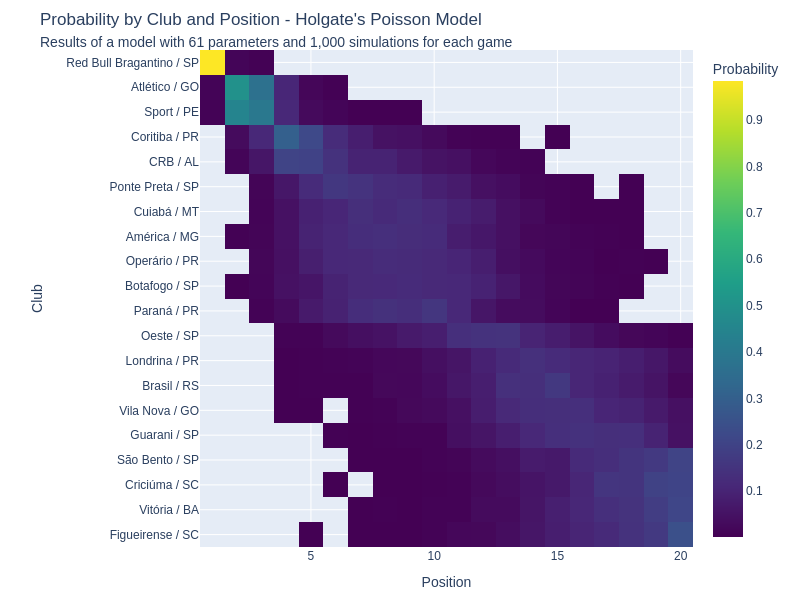 Probability by Club and Position - Holgate's Poisson Model
Results of a model with 61 parameters and 1,000 simulations for each game
Probability
Red Bull Bragantino / SP
Atlético / GO
Sport / PE
Coritiba / PR
CRB / AL
Ponte Preta / SP
Cuiabá / MT
América / MG
Operário / PR
Botafogo / SP
Paraná / PR
Oeste / SP
Londrina / PR
Brasil / RS
Vila Nova / GO
Guarani / SP
São Bento / SP
Criciúma / SC
Vitória / BA
Figueirense / SC
Club
5
10
15
20
Position
0.9
0.8
0.7
0.6
0.5
0.4
0.3
0.2
0.1